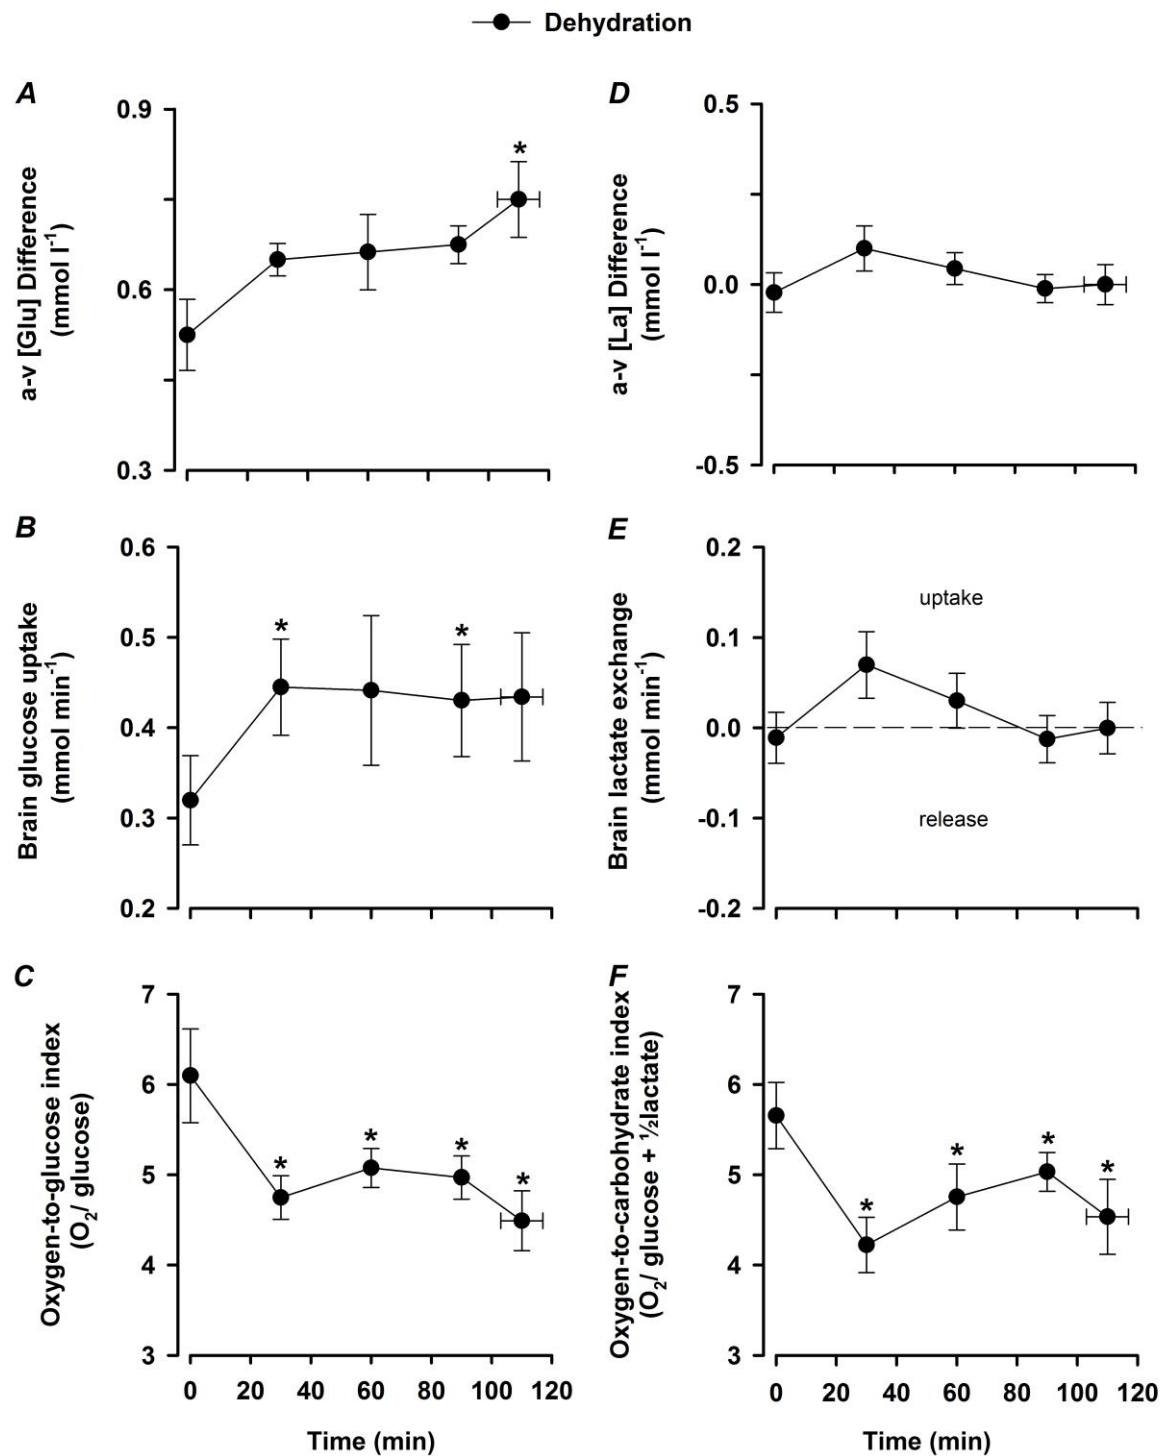 Dehydration
A
a-v [Glu] Difference
(mmol l⁻¹)
0.9
0.6
0.3
*
D
a-v [La] Difference
(mmol l⁻¹)
0.5
0.0
-0.5
B
Brain glucose uptake
(mmol min⁻¹)
0.6
0.5
0.4
0.3
0.2
*
*
E
Brain lactate exchange
(mmol min⁻¹)
0.2
0.1
0.0
-0.1
-0.2
uptake
release
C
Oxygen-to-glucose index
(O₂/ glucose)
7
6
5
4
3
*
*
*
*
0 20 40 60 80 100 120
Time (min)
F
Oxygen-to-carbohydrate index
(O₂/ glucose + ½lactate)
7
6
5
4
3
*
*
*
*
0 20 40 60 80 100 120
Time (min)